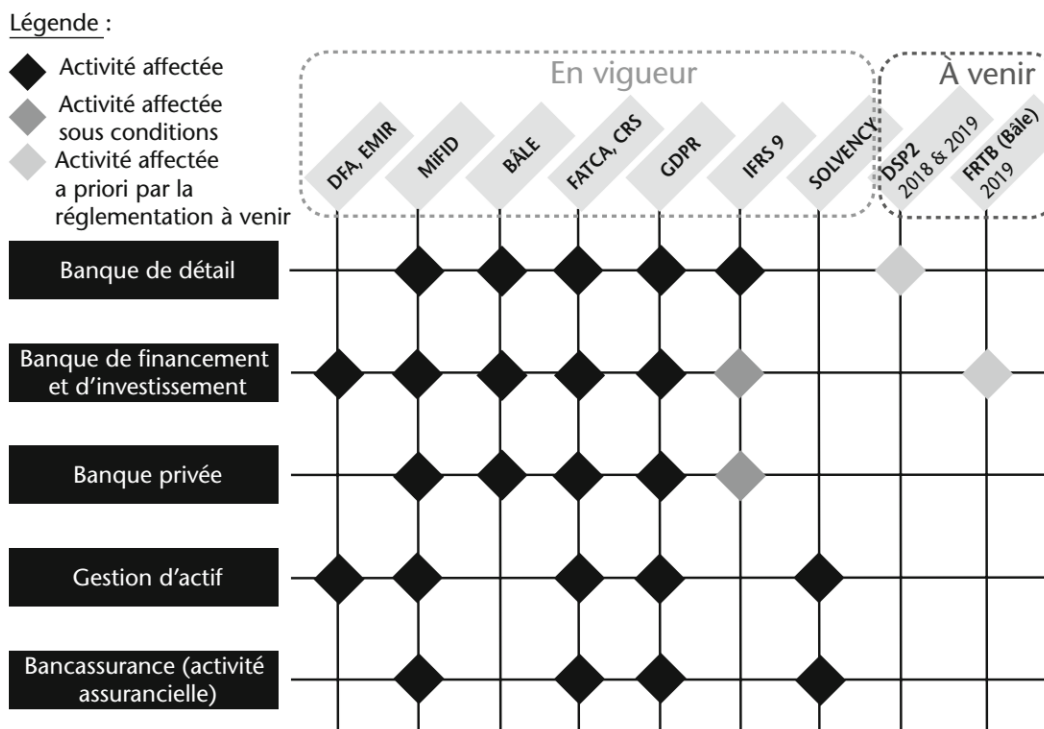 Légende :
Activité affectée
Activité affectée
sous conditions
Activité affectée
a priori par la
réglementation à venir
En vigueur
À venir
DFA, EMIR
MiFID
BÂLE
FATCA, CRS
GDPR
IFRS 9
SOLVENCY
DSP2
2018 & 2019
FRTB (Bâle)
2019
Banque de détail
Banque de financement
et d'investissement
Banque privée
Gestion d'actif
Bancassurance (activité
assurancielle)